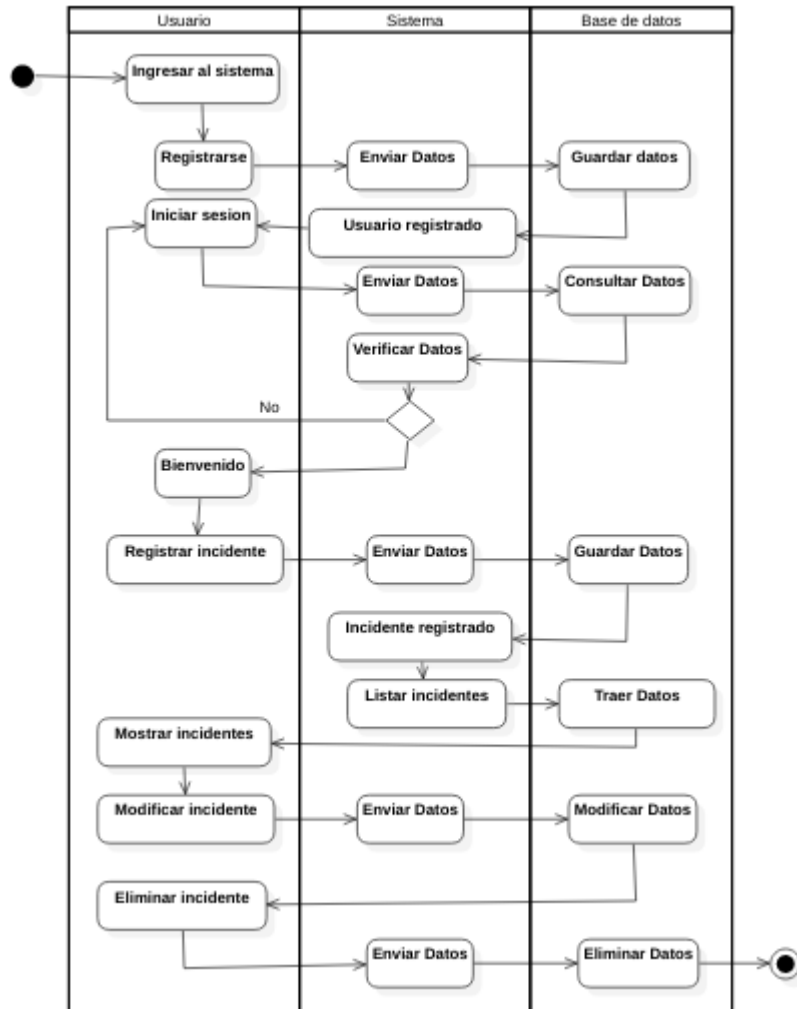 Usuario
Sistema
Base de datos
Ingresar al sistema
Registrarse
Enviar Datos
Guardar datos
Iniciar sesion
Usuario registrado
Enviar Datos
Consultar Datos
Verificar Datos
No
Bienvenido
Registrar incidente
Enviar Datos
Guardar Datos
Incidente registrado
Listar incidentes
Traer Datos
Mostrar incidentes
Modificar incidente
Enviar Datos
Modificar Datos
Eliminar incidente
Enviar Datos
Eliminar Datos